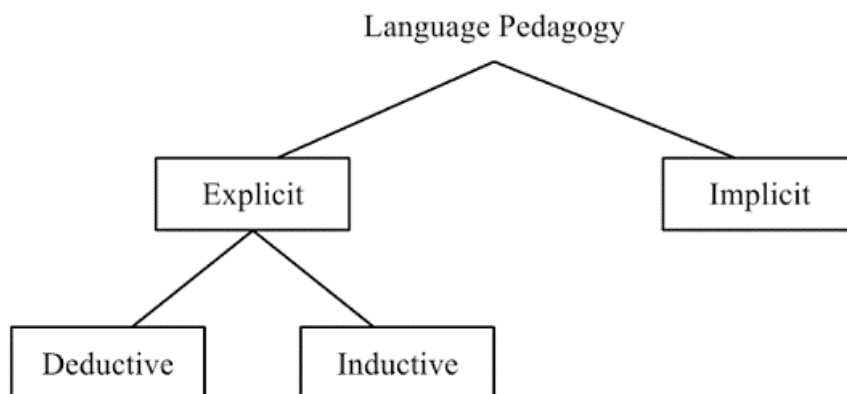 Language Pedagogy
Explicit
Implicit
Deductive
Inductive